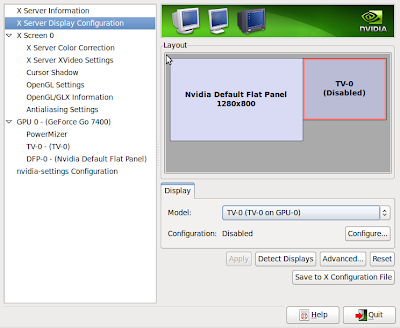 X Server Information
X Server Display Configuration
X Screen 0
X Server Color Correction
X Server XVideo Settings
Cursor Shadow
OpenGL Settings
OpenGL/GLX Information
Antialiasing Settings
GPU 0 - (GeForce Go 7400)
PowerMizer
TV-0 - (TV-0)
DFP-0 - (Nvidia Default Flat Panel)
nvidia-settings Configuration
NVIDIA
Layout
Nvidia Default Flat Panel
1280x800
TV-0
(Disabled)
Display
Model: TV-0 (TV-0 on GPU-0)
Configuration: Disabled Configure...
Apply Detect Displays Advanced... Reset
Save to X Configuration File
Help Quit